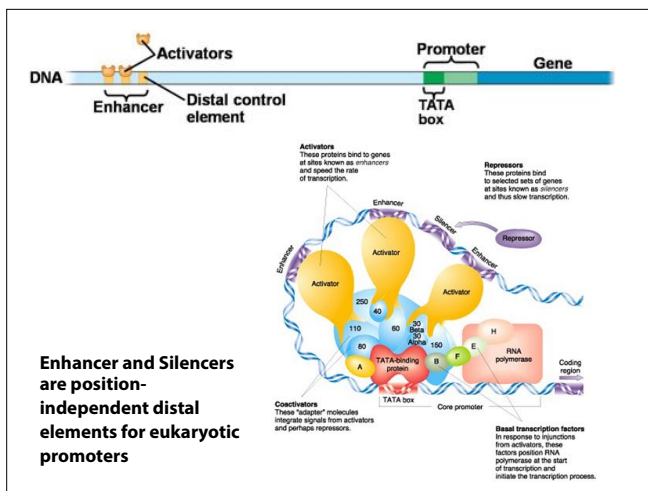 Activators
Promoter
Gene
DNA
Enhancer
Distal control
element
TATA
box
Activators
These proteins bind to genes
at sites known as enhancers
and speed the rate
of transcription.
Repressors
These proteins bind
to selected sets of genes
at sites known as silencers
and thus slow transcription.
Enhancer
Silencer
Repressor
Enhancer
Enhancer
Activator
Activator
Activator
250
40
110
60
30
Beta
30
Alpha
150
80
H
E
F
B
A
TATA-binding
protein
RNA
polymerase
Coding
region
TATA box
Core promoter
Coactivators
These "adapter" molecules
integrate signals from activators
and perhaps repressors.
Basal transcription factors
In response to injunctions
from activators, these
factors position RNA
polymerase at the start
of transcription and
initiate the transcription process.
Enhancer and Silencers
are position-
independent distal
elements for eukaryotic
promoters